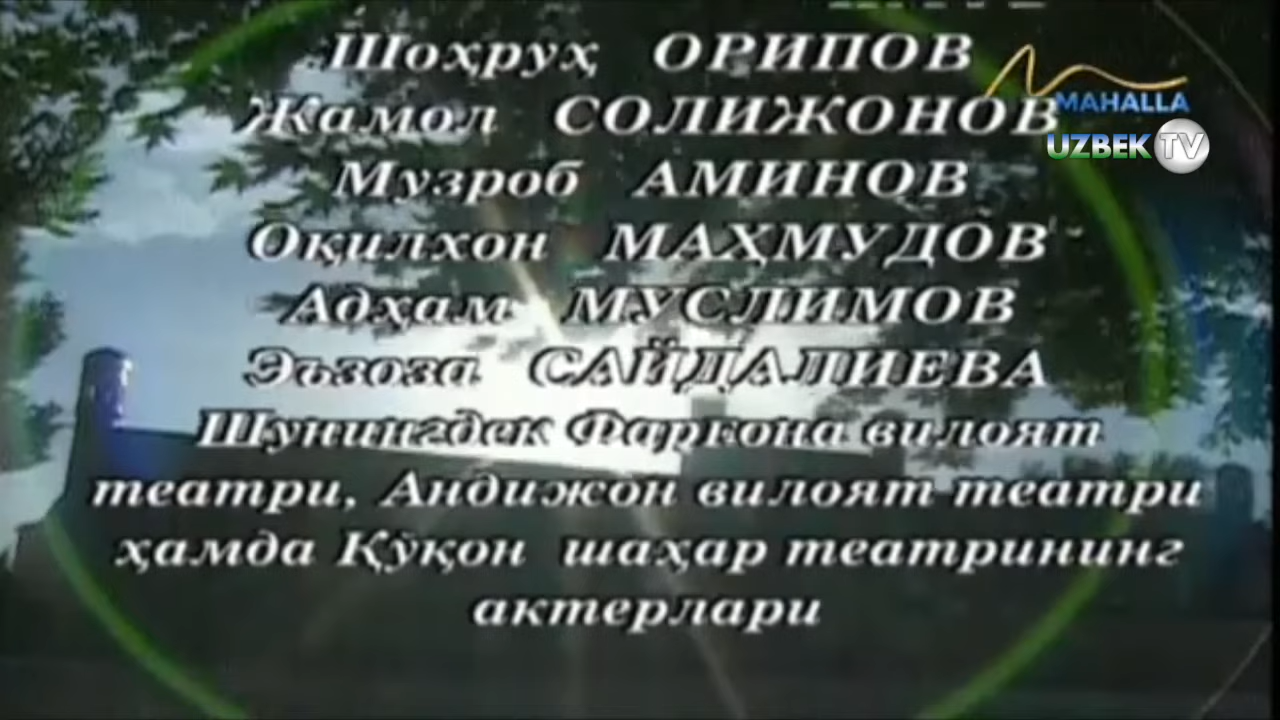 Шоҳруҳ ОРИПОВ
Жамол СОЛИЖОНОВ
MAHALLA
UZBEK TV
Музроб АМИНОВ
Оқилхон МАҲМУДОВ
Адҳам МУСЛИМОВ
Эъзоза САЙДАЛИЕВА
Шунингдек Фарғона вилоят
театри, Андижон вилоят театри
ҳамда Қўқон шаҳар театрининг
актерлари